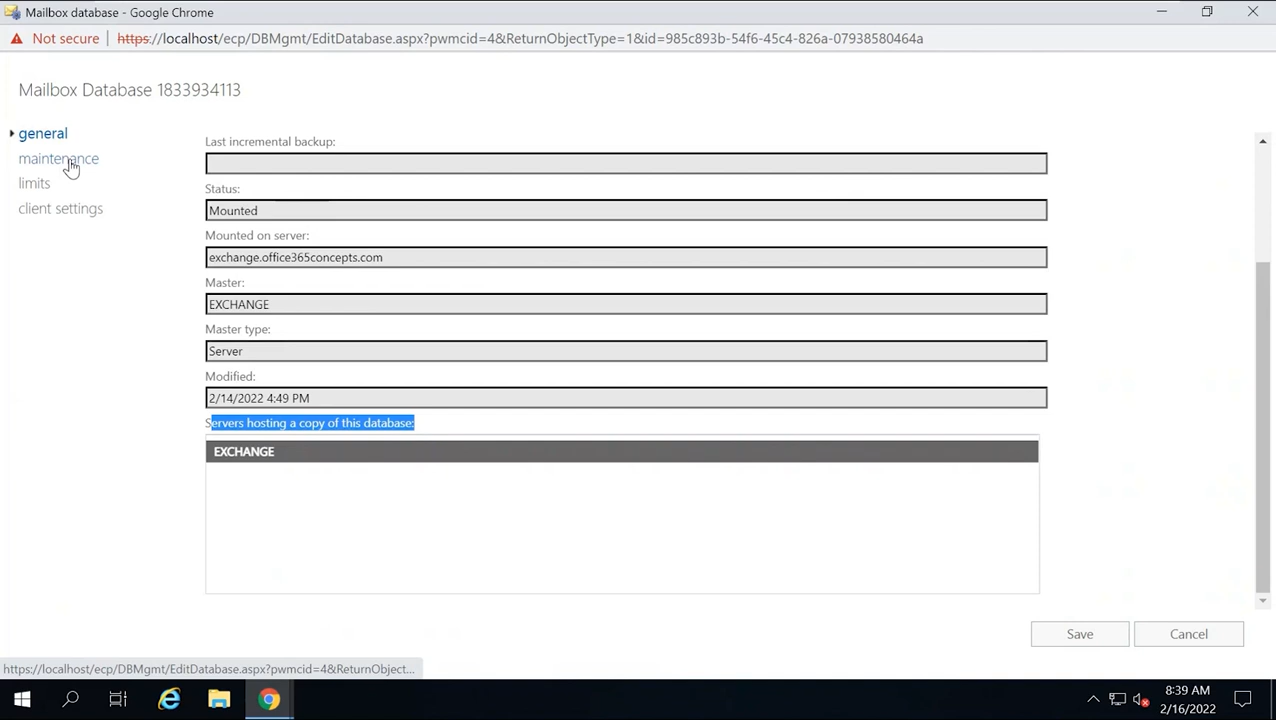 Mailbox database - Google Chrome
Not secure https://localhost/ecp/DBMgmt/EditDatabase.aspx?pwmcid=4&ReturnObjectType=1&id=985c893b-54f6-45c4-826a-07938580464a
Mailbox Database 1833934113
general
maintenance
limits
client settings
Last incremental backup:
Status:
Mounted
Mounted on server:
exchange.office365concepts.com
Master:
EXCHANGE
Master type:
Server
Modified:
2/14/2022 4:49 PM
Servers hosting a copy of this database:
EXCHANGE
Save Cancel
https://localhost/ecp/DBMgmt/EditDatabase.aspx?pwmcid=4&ReturnObject...
8:39 AM
2/16/2022